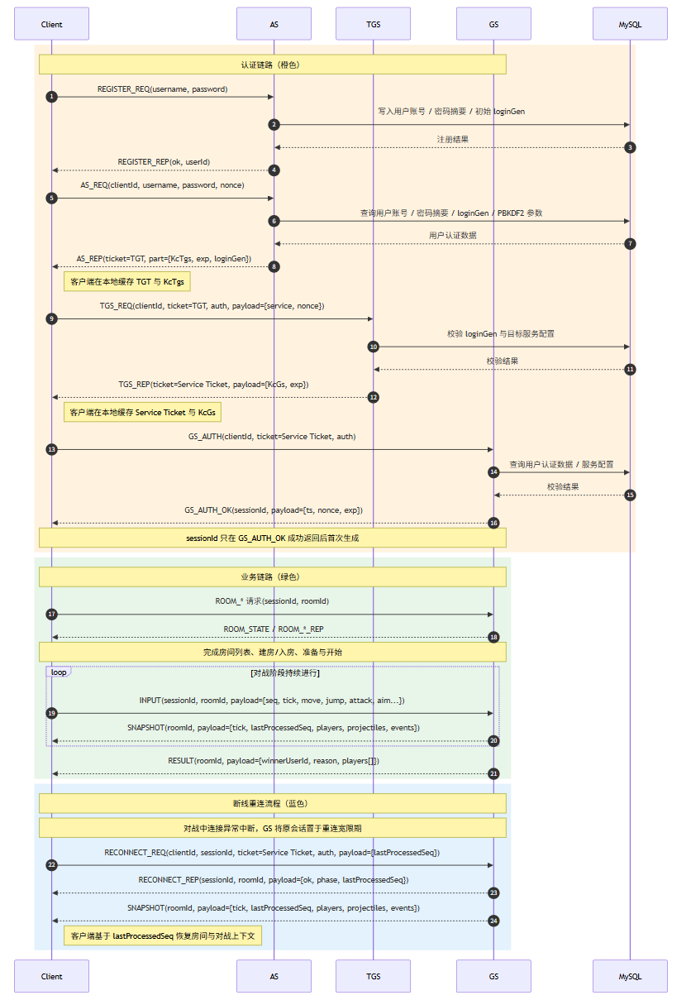 Client AS TGS GS MySQL
认证链路（橙色）
REGISTER_REQ(username, password)
1
写入用户账号 / 密码摘要 / 初始 loginGen
2
注册结果
3
REGISTER_REP(ok, userId)
4
AS_REQ(clientId, username, password, nonce)
5
查询用户账号 / 密码摘要 / loginGen / PBKDF2 参数
6
用户认证数据
7
AS_REP(ticket=TGT, part={KcTgs, exp, loginGen})
8
客户端在本地缓存 TGT 与 KcTgs
TGS_REQ(clientId, ticket=TGT, auth, payload={service, nonce})
9
校验 loginGen 与目标服务配置
10
校验结果
11
TGS_REP(ticket=Service Ticket, payload={KcGs, exp})
12
客户端在本地缓存 Service Ticket 与 KcGs
GS_AUTH(clientId, ticket=Service Ticket, auth)
13
查询用户认证数据 / 服务配置
14
校验结果
15
GS_AUTH_OK(sessionId, payload={ts, nonce, exp})
16
sessionId 只在 GS_AUTH_OK 成功返回后首次生成
业务链路（绿色）
ROOM_* 请求(sessionId, roomId)
17
ROOM_STATE / ROOM_*_REP
18
完成房间列表、建房/入房、准备与开始
loop [对战阶段持续进行]
INPUT(sessionId, roomId, payload={seq, tick, move, jump, attack, aim...})
19
SNAPSHOT(roomId, payload={tick, lastProcessedSeq, players, projectiles, events})
20
RESULT(roomId, payload={winnerUserId, reason, players[]})
21
断线重连流程（蓝色）
对战中连接异常中断，GS 将原会话置于重连宽限期
RECONNECT_REQ(clientId, sessionId, ticket=Service Ticket, auth, payload={lastProcessedSeq})
22
RECONNECT_REP(sessionId, roomId, payload={ok, phase, lastProcessedSeq})
23
SNAPSHOT(roomId, payload={tick, lastProcessedSeq, players, projectiles, events})
24
客户端基于 lastProcessedSeq 恢复房间与对战上下文
Client AS TGS GS MySQL